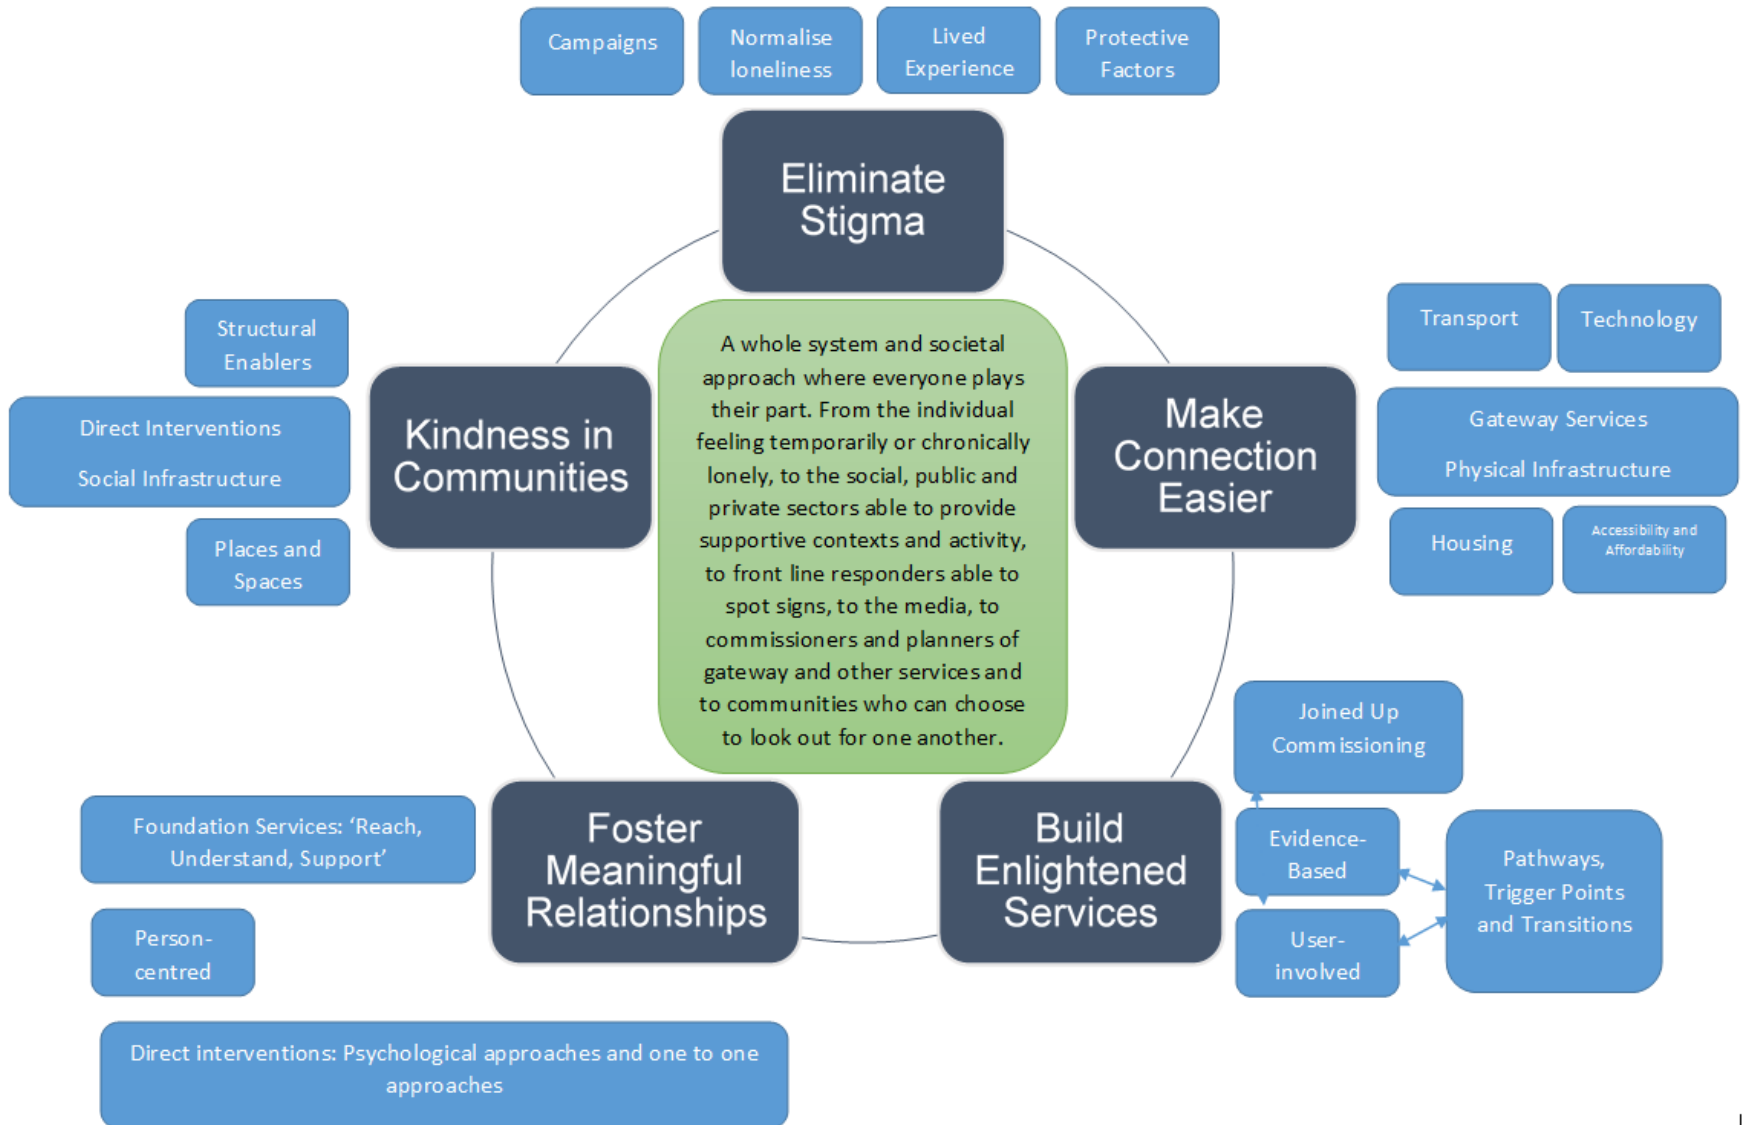 Campaigns
Normalise
loneliness
Lived
Experience
Protective
Factors
Eliminate
Stigma
Structural
Enablers
Direct Interventions
Social Infrastructure
Places and
Spaces
Kindness in
Communities
A whole system and societal
approach where everyone plays
their part. From the individual
feeling temporarily or chronically
lonely, to the social, public and
private sectors able to provide
supportive contexts and activity,
to front line responders able to
spot signs, to the media, to
commissioners and planners of
gateway and other services and
to communities who can choose
to look out for one another.
Make
Connection
Easier
Transport
Technology
Gateway Services
Physical Infrastructure
Housing
Accessibility and
Affordability
Foundation Services: ‘Reach,
Understand, Support’
Person-
centred
Direct interventions: Psychological approaches and one to one
approaches
Foster
Meaningful
Relationships
Build
Enlightened
Services
Joined Up
Commissioning
Evidence-
Based
User-
involved
Pathways,
Trigger Points
and Transitions